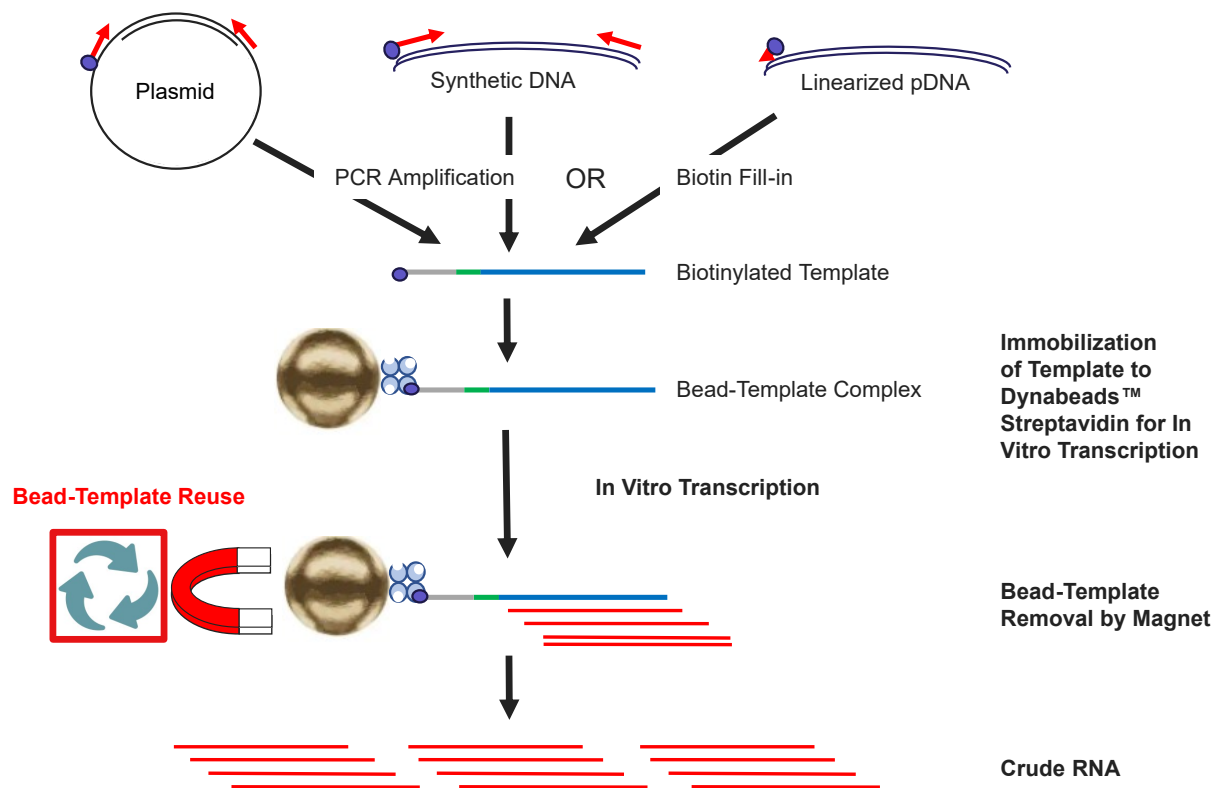 Plasmid
Synthetic DNA
Linearized pDNA
PCR Amplification
OR
Biotin Fill-in
Biotinylated Template
Bead-Template Complex
Immobilization
of Template to
Dynabeads™
Streptavidin for In
Vitro Transcription
In Vitro Transcription
Bead-Template Reuse
Bead-Template
Removal by Magnet
Crude RNA